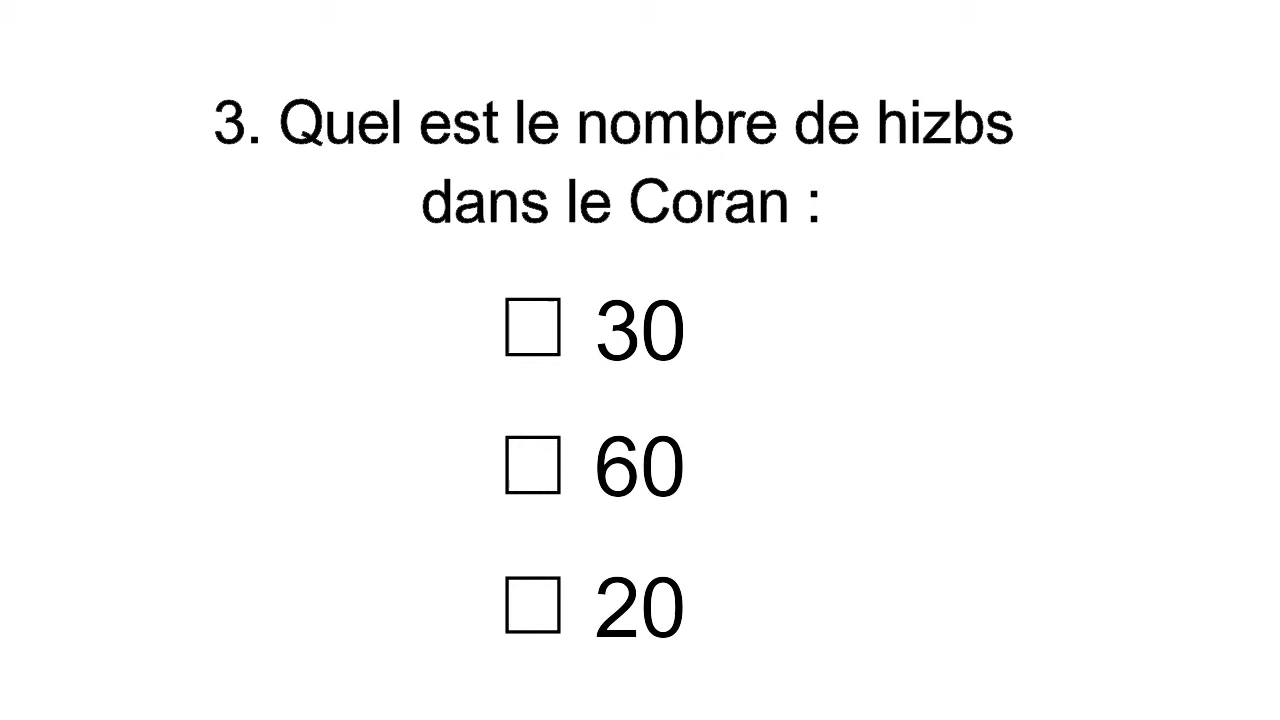 3. Quel est le nombre de hizbs
dans le Coran :
☐ 30
☐ 60
☐ 20